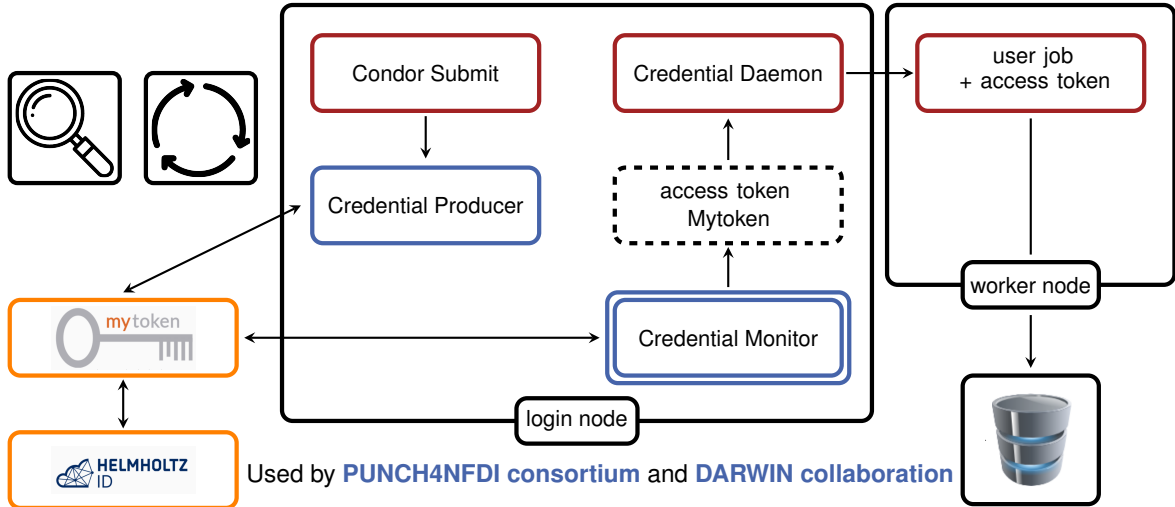 Condor Submit
Credential Daemon
user job
+ access token
Credential Producer
access token
Mytoken
worker node
mytoken
Credential Monitor
login node
HELMHOLTZ
ID
Used by PUNCH4NFDI consortium and DARWIN collaboration